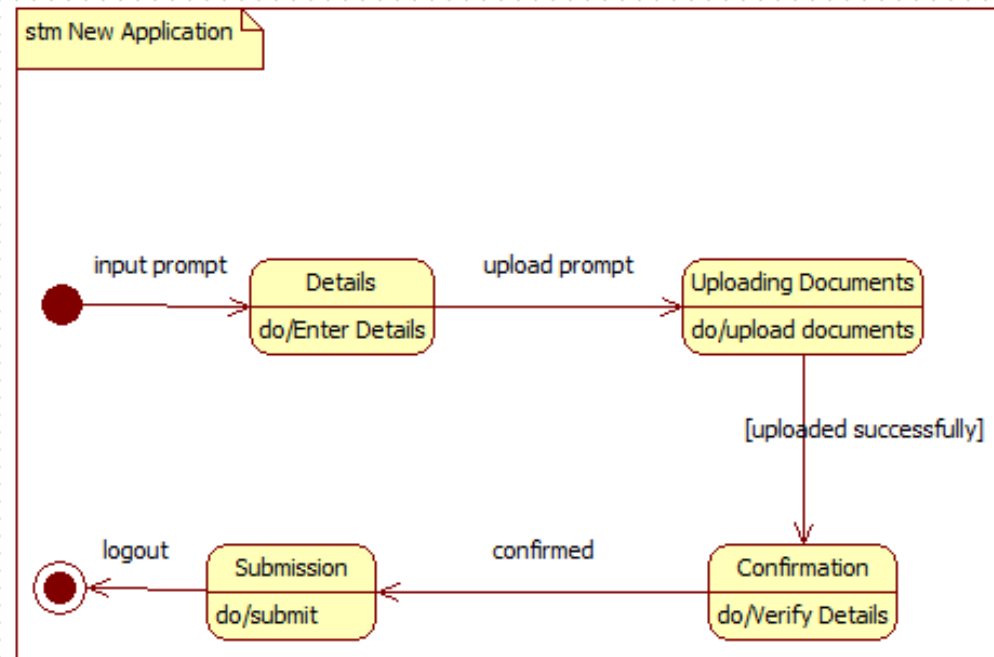 stm New Application
input prompt
Details
do/Enter Details
upload prompt
Uploading Documents
do/upload documents
[uploaded successfully]
logout
Submission
do/submit
confirmed
Confirmation
do/Verify Details